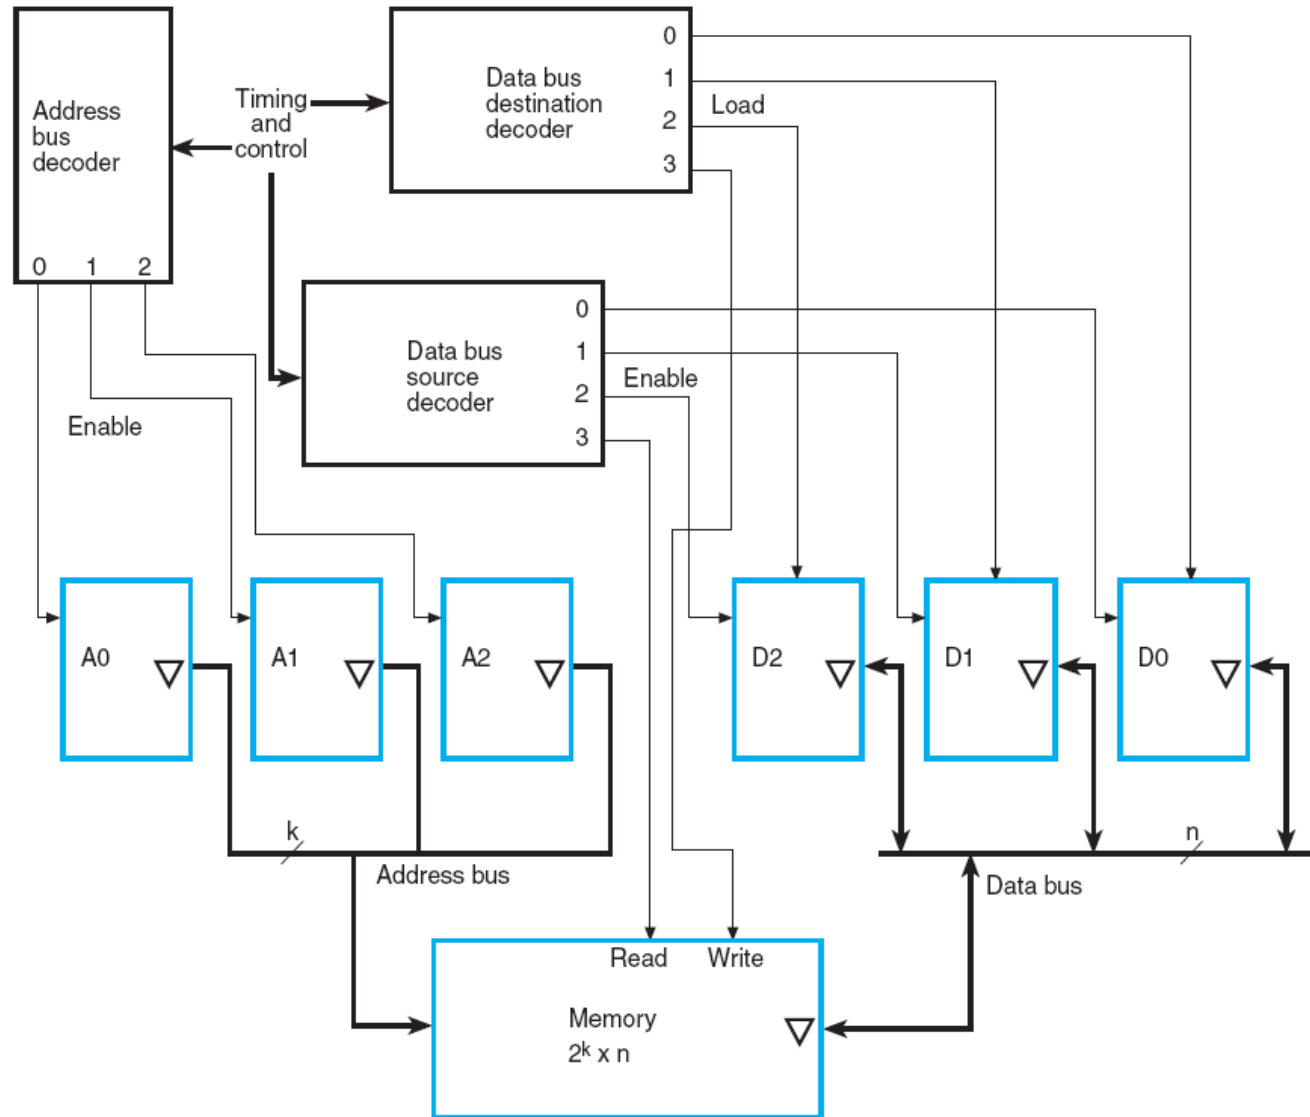 Address
bus
decoder
0 1 2
Timing
and
control
Data bus
destination
decoder
0
1
2
3
Load
Data bus
source
decoder
0
1
2
3
Enable
Enable
A0
A1
A2
D2
D1
D0
k
Address bus
n
Data bus
Read Write
Memory
2ᵏ x n